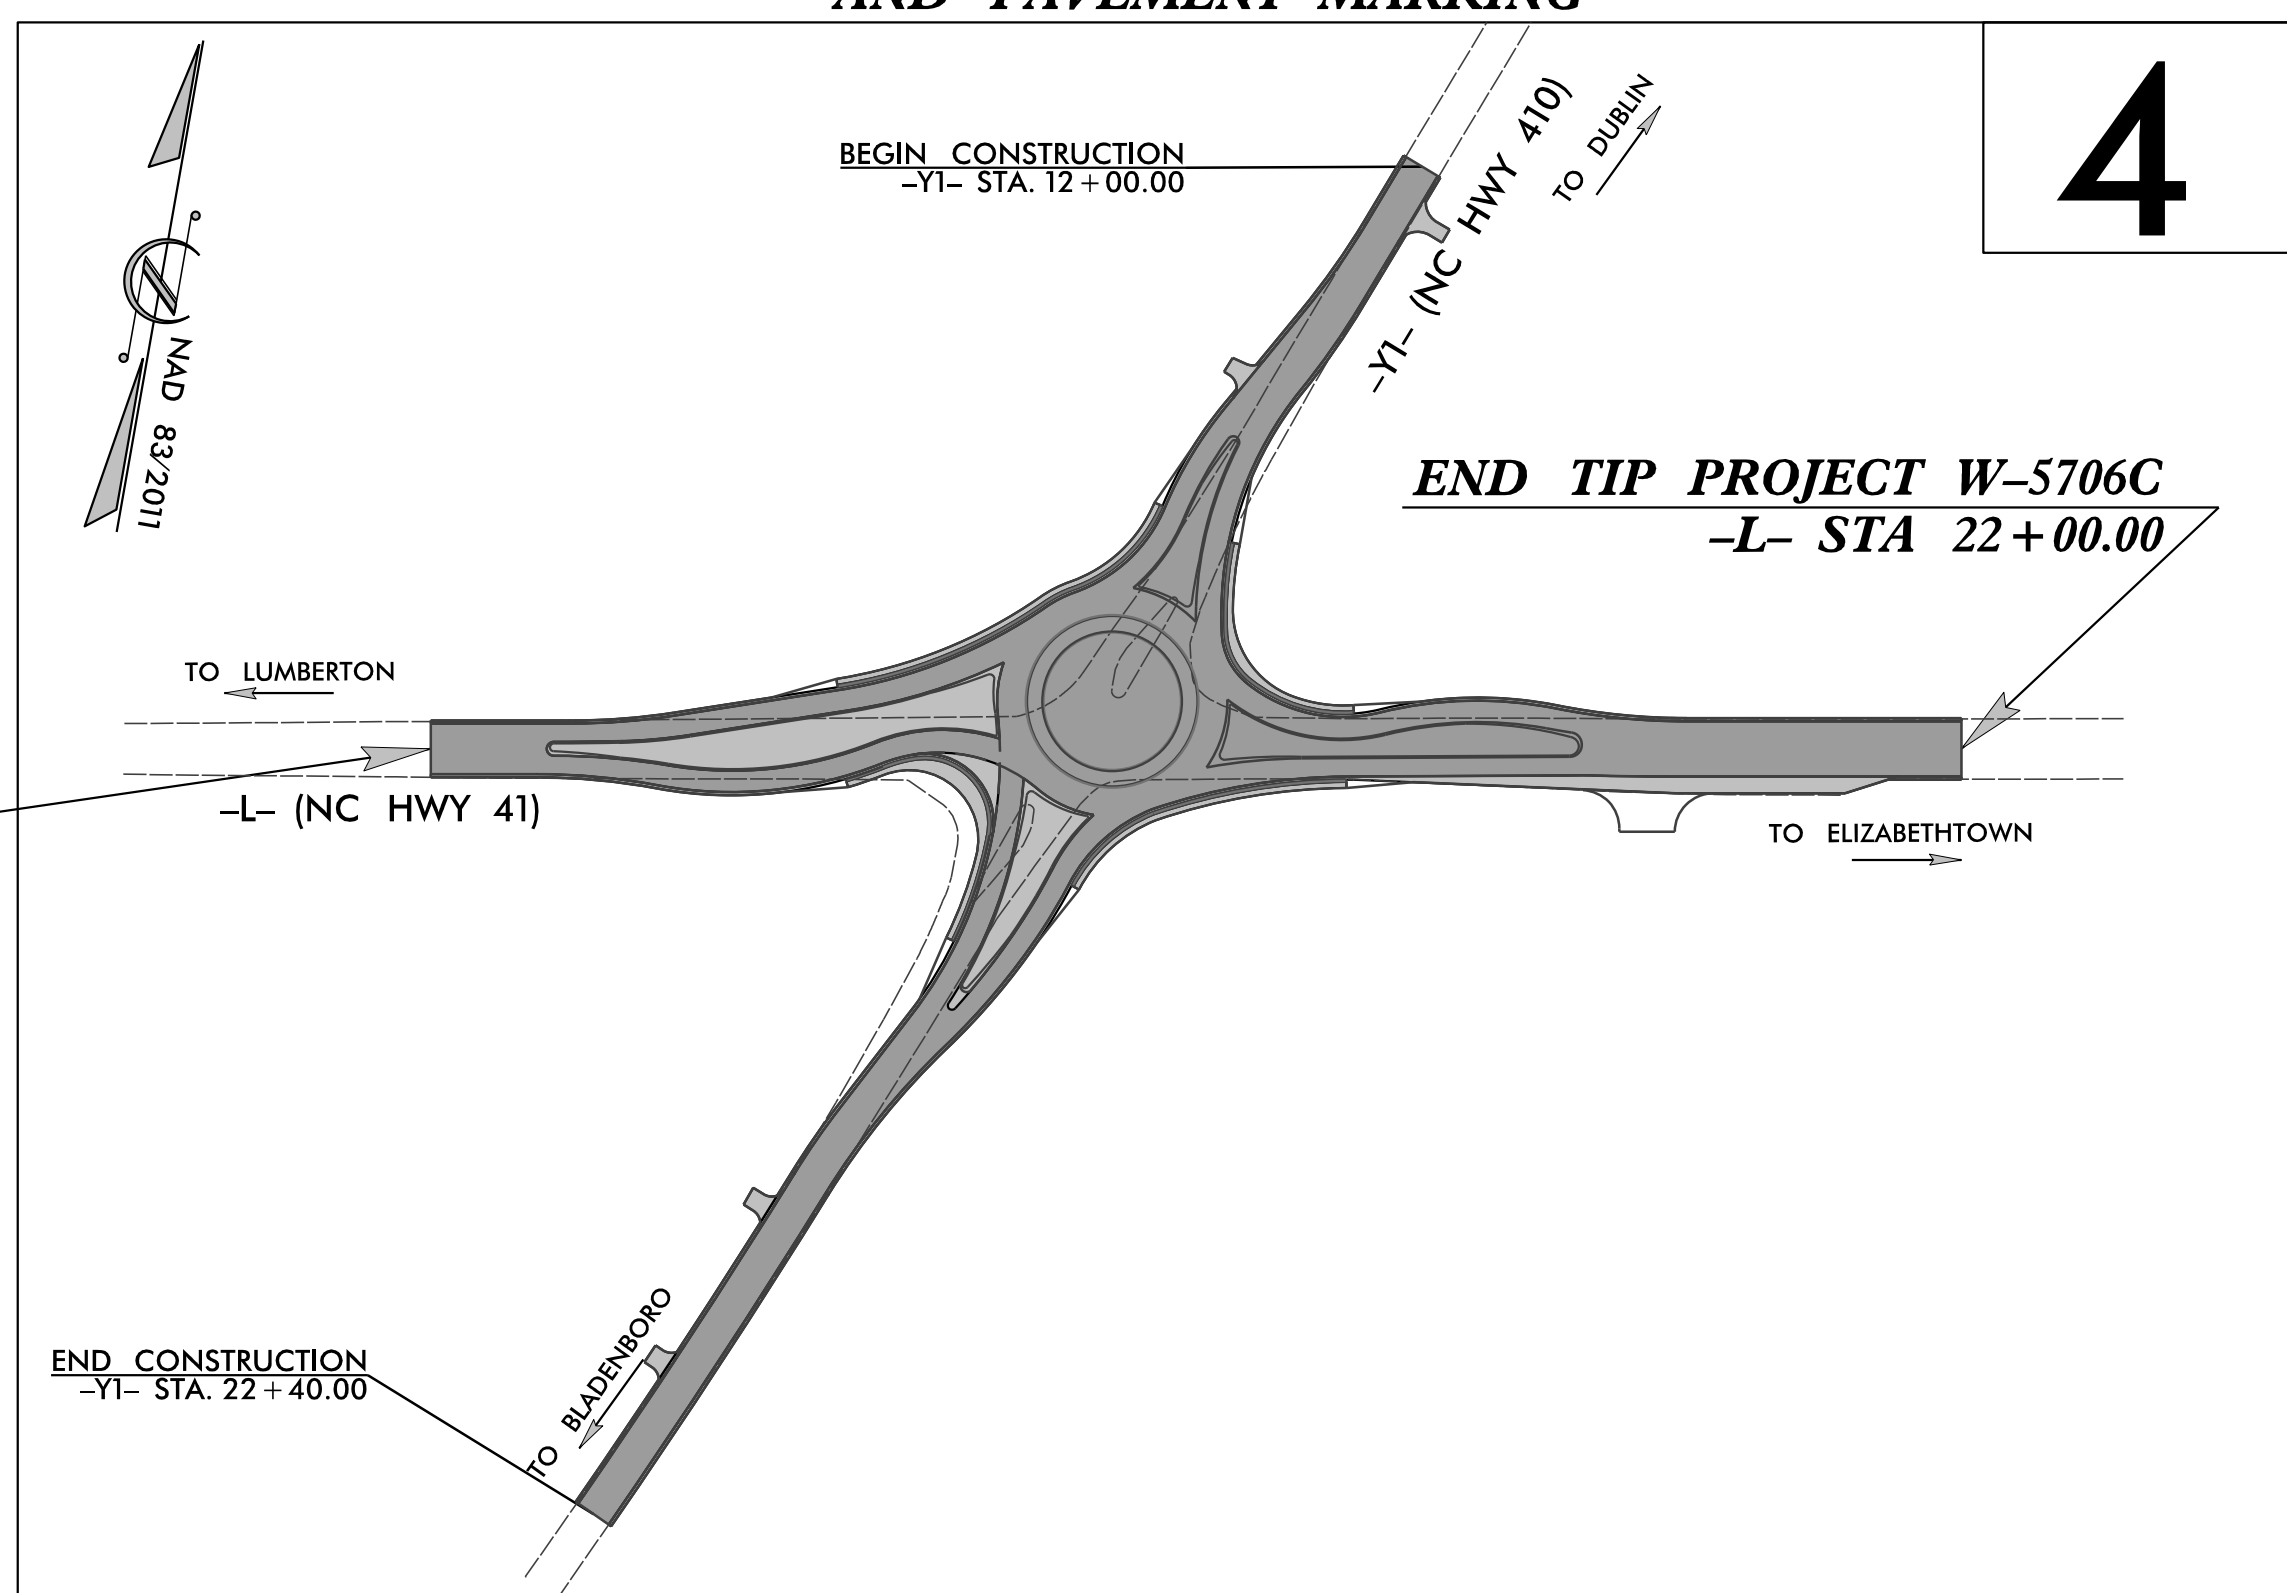 AND PAVEMENT MARKING
4
BEGIN CONSTRUCTION
–Y1– STA. 12+00.00
–Y1– (NC HWY 410)
TO DUBLIN
NAD 83/2011
END TIP PROJECT W–5706C
–L– STA 22+00.00
TO LUMBERTON
–L– (NC HWY 41)
TO ELIZABETHTOWN
TO BLADENBORO
END CONSTRUCTION
–Y1– STA. 22+40.00